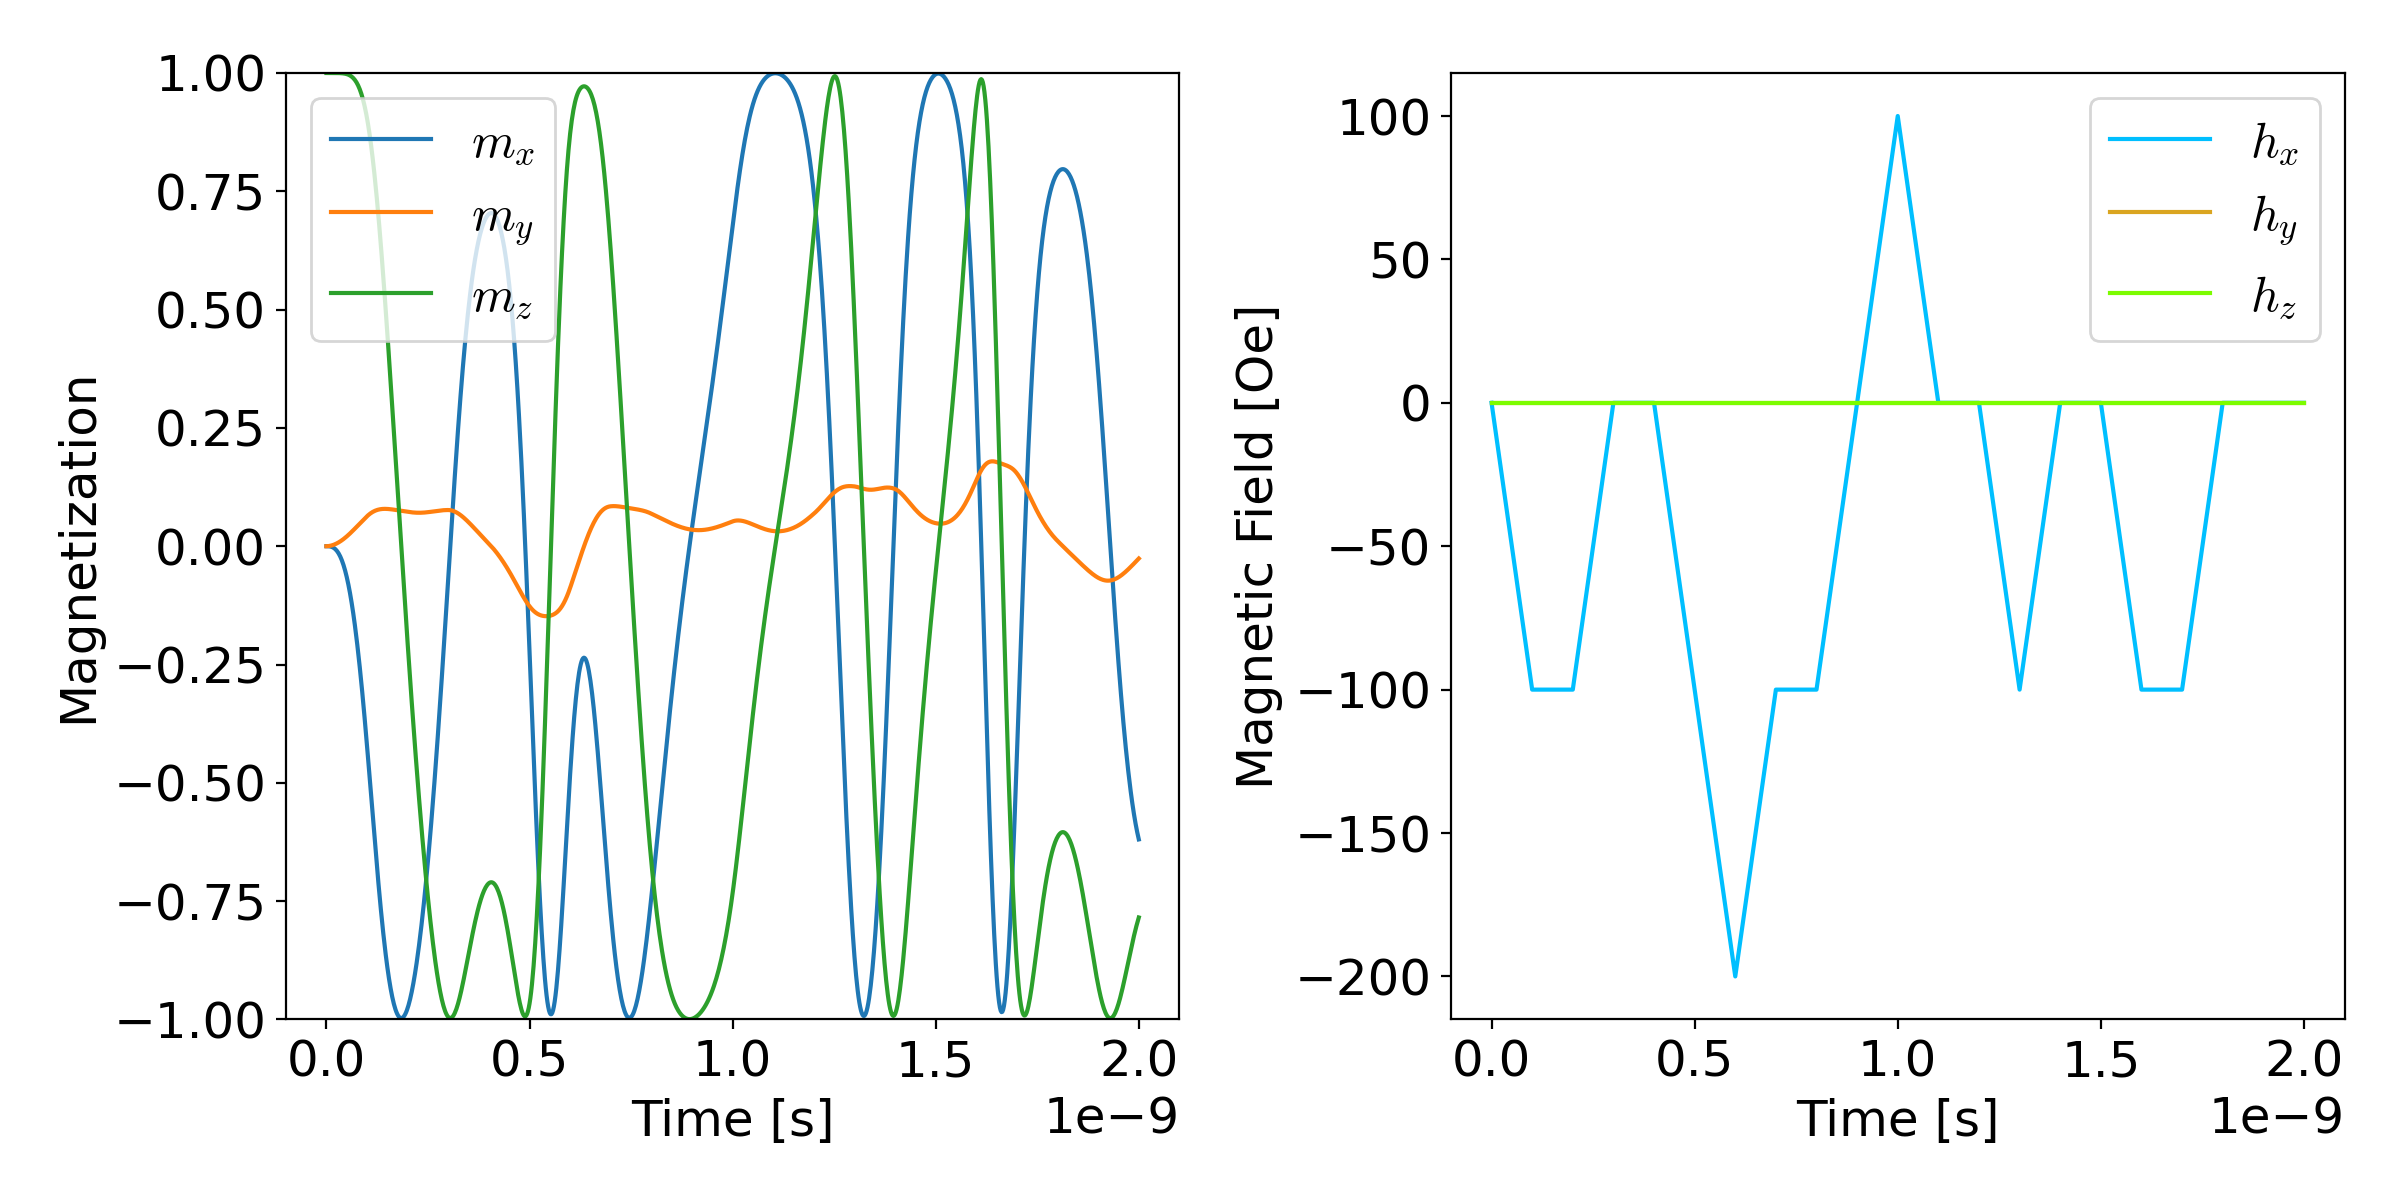 1.00
0.75
0.50
0.25
0.00
−0.25
−0.50
−0.75
−1.00
Magnetization
m_x
m_y
m_z
0.0 0.5 1.0 1.5 2.0
Time [s]
1e−9
100
50
0
−50
−100
−150
−200
Magnetic Field [Oe]
h_x
h_y
h_z
0.0 0.5 1.0 1.5 2.0
Time [s]
1e−9